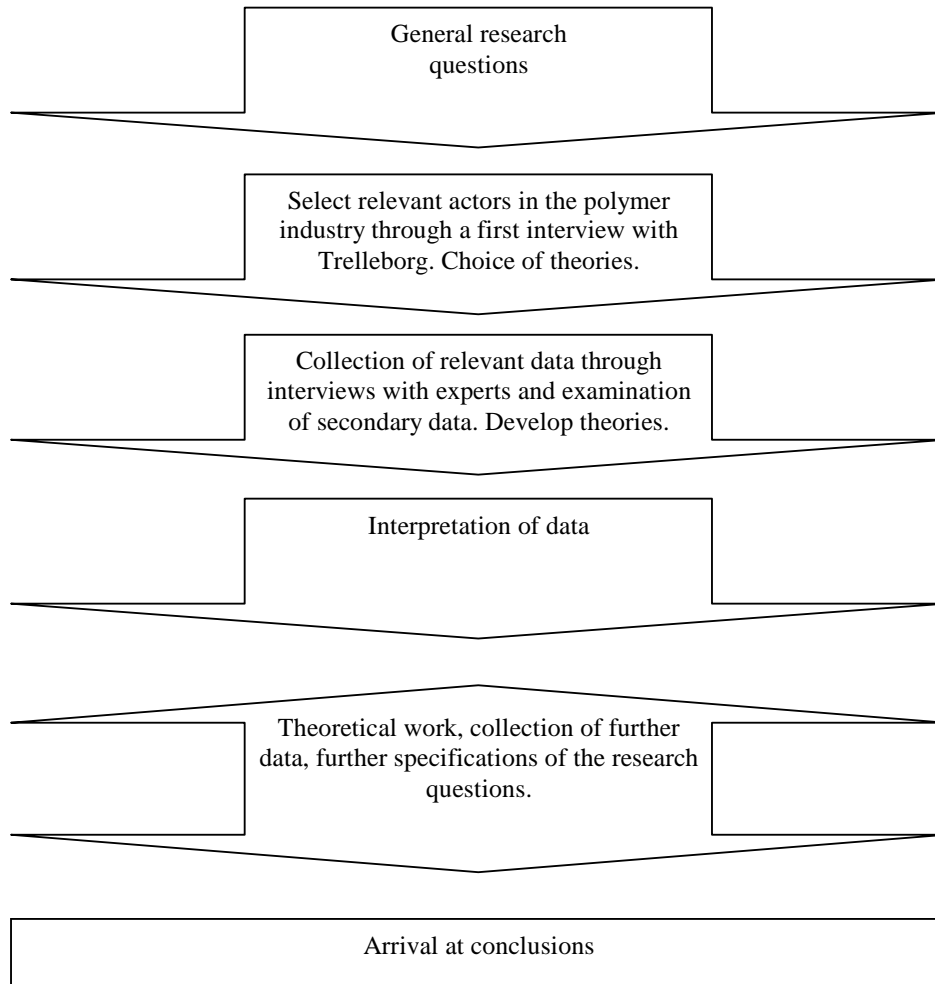 General research
questions
Select relevant actors in the polymer
industry through a first interview with
Trelleborg. Choice of theories.
Collection of relevant data through
interviews with experts and examination
of secondary data. Develop theories.
Interpretation of data
Theoretical work, collection of further
data, further specifications of the research
questions.
Arrival at conclusions